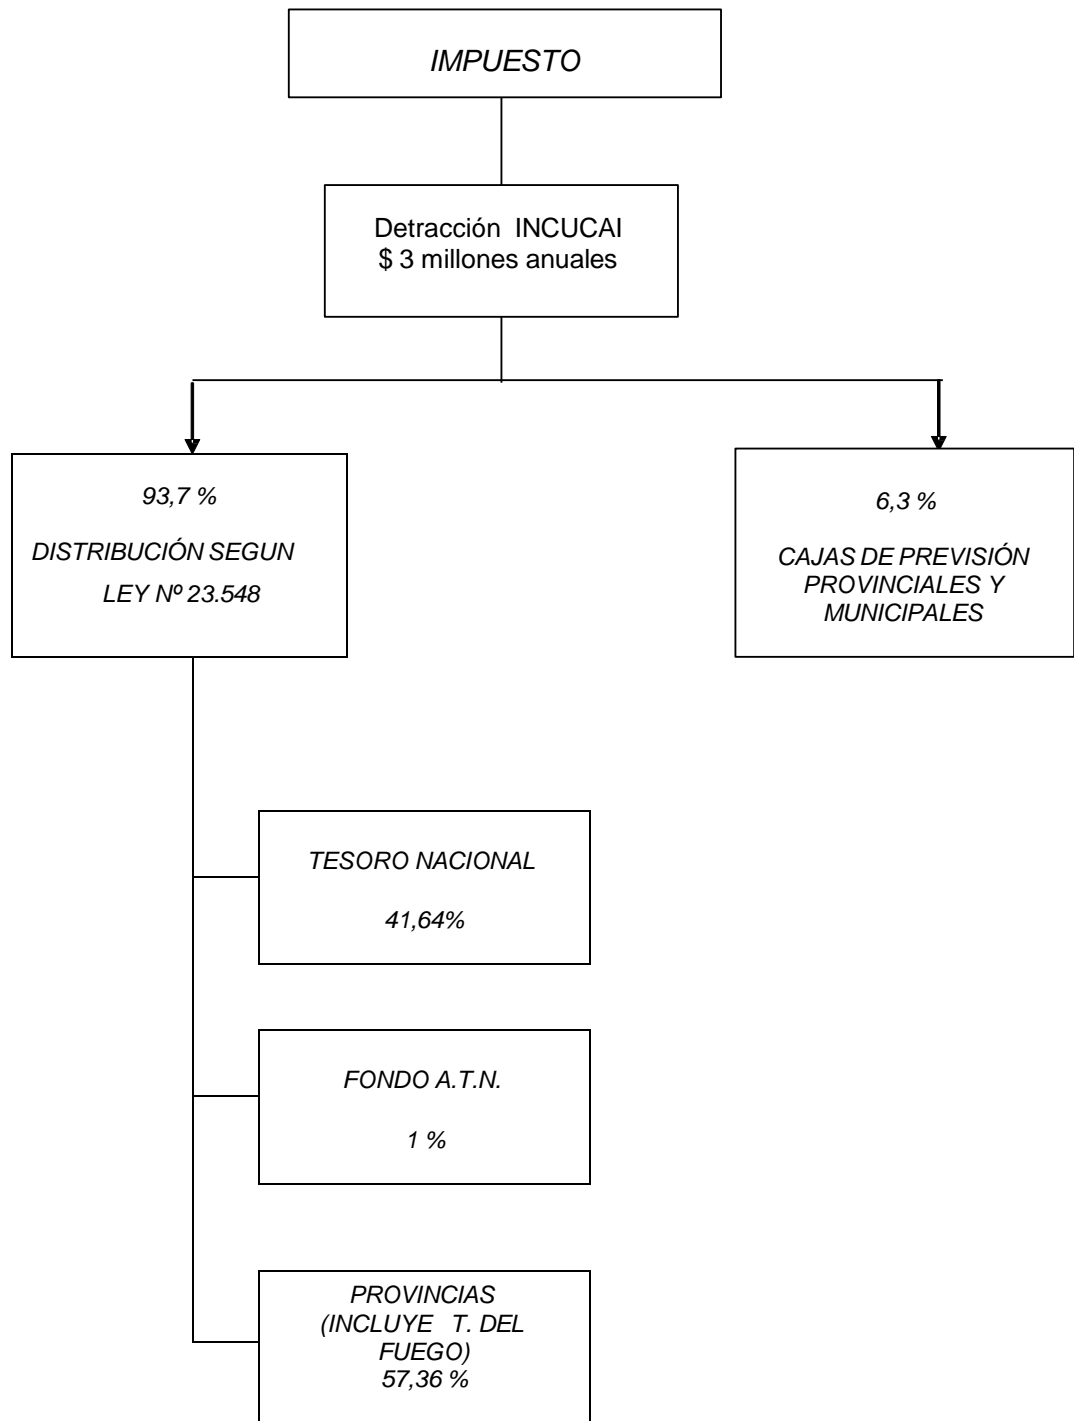 IMPUESTO
Detracción INCUCAI
$ 3 millones anuales
93,7 %
DISTRIBUCIÓN SEGUN
LEY Nº 23.548
6,3 %
CAJAS DE PREVISIÓN
PROVINCIALES Y
MUNICIPALES
TESORO NACIONAL
41,64%
FONDO A.T.N.
1 %
PROVINCIAS
(INCLUYE T. DEL
FUEGO)
57,36 %